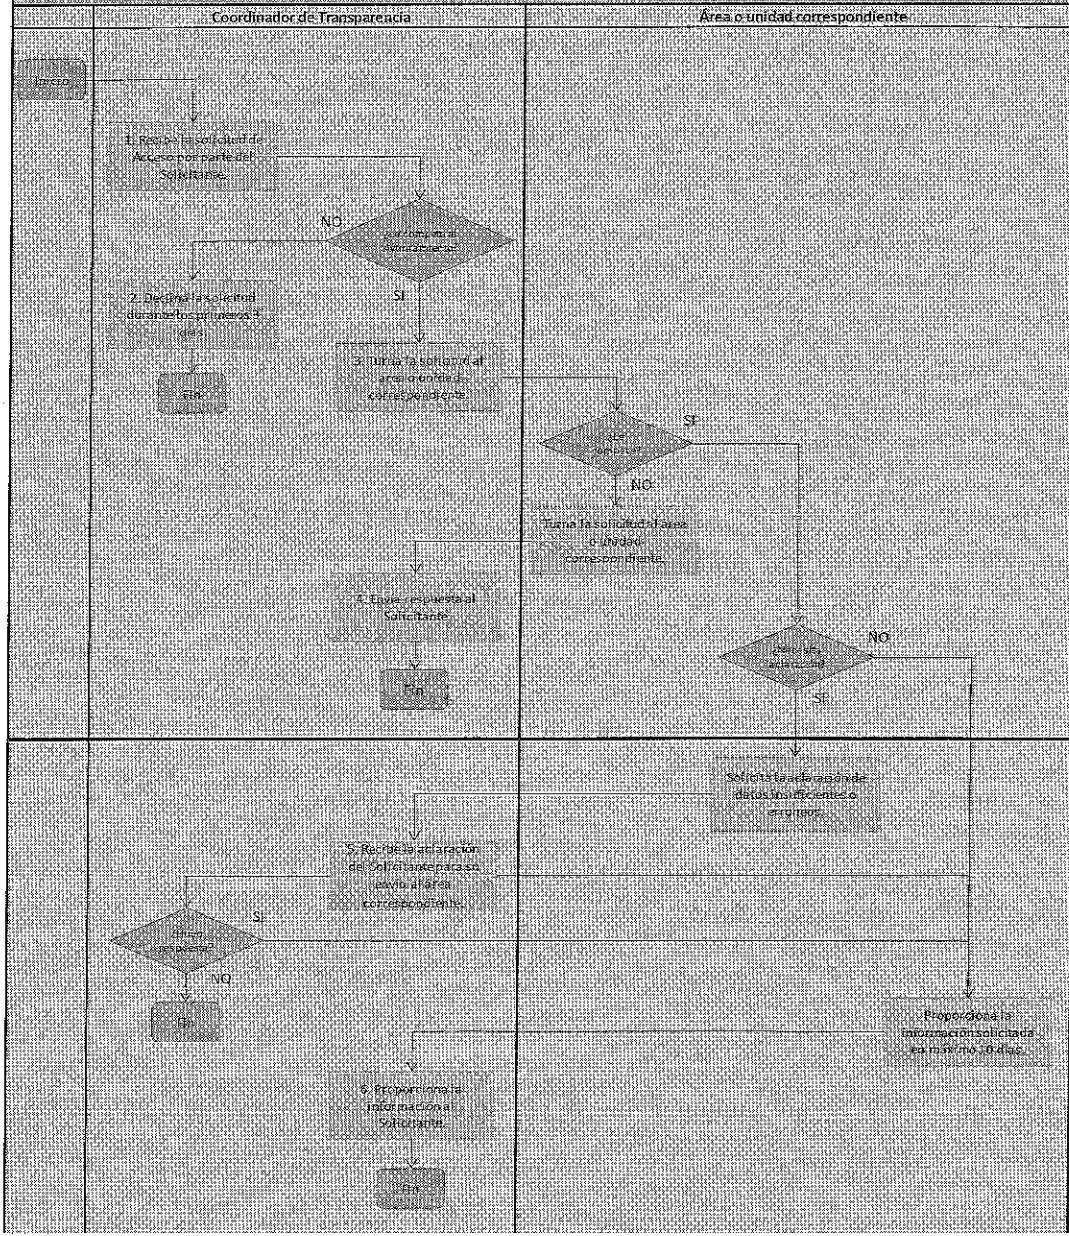 Coordinador de Transparencia
Área o unidad correspondiente
Inicio
1. Recibe la solicitud de
Acceso por parte del
Solicitante.
NO
SI
2. Declina la solicitud
durante los primeros 3
días.
Fin
3. Turna la solicitud al
área o unidad
correspondiente.
SI
NO
Turna la solicitud al área
o unidad
correspondiente.
4. Envía respuesta al
Solicitante.
Fin
¿Necesita
aclaración?
NO
SI
Solicita la aclaración de
datos insuficientes o
erróneos.
5. Recibe la aclaración
del Solicitante para su
envío al área
correspondiente.
SI
respuesta?
NO
Fin
Proporciona la
información solicitada
en máximo 10 días.
6. Proporciona la
información al
Solicitante.
Fin